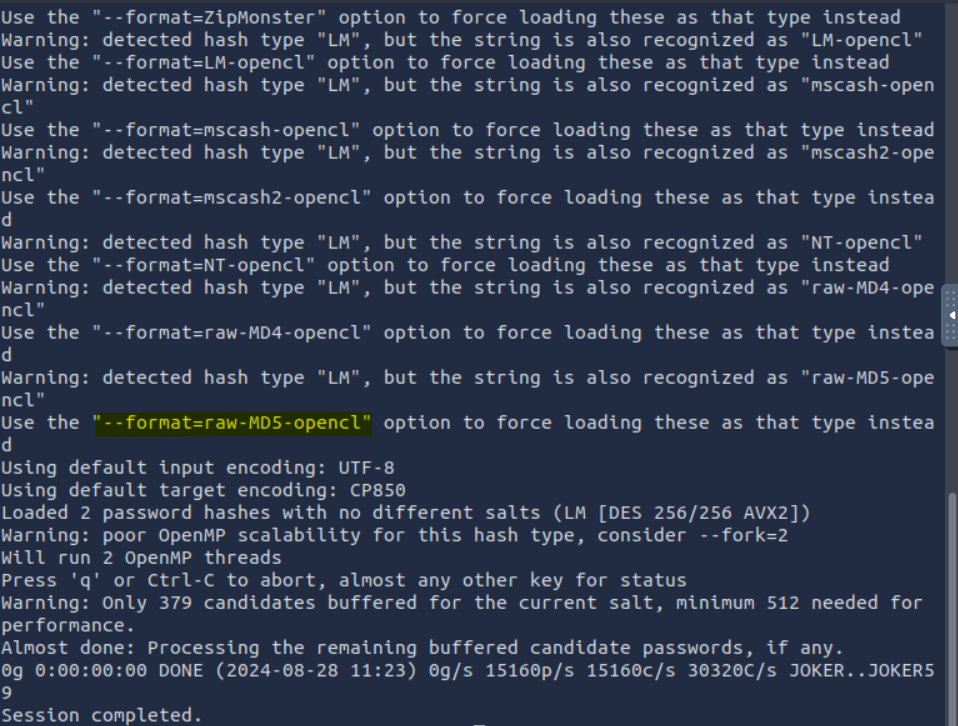 Use the "--format=ZipMonster" option to force loading these as that type instead
Warning: detected hash type "LM", but the string is also recognized as "LM-opencl"
Use the "--format=LM-opencl" option to force loading these as that type instead
Warning: detected hash type "LM", but the string is also recognized as "mscash-open
cl"
Use the "--format=mscash-opencl" option to force loading these as that type instead
Warning: detected hash type "LM", but the string is also recognized as "mscash2-ope
ncl"
Use the "--format=mscash2-opencl" option to force loading these as that type instea
d
Warning: detected hash type "LM", but the string is also recognized as "NT-opencl"
Use the "--format=NT-opencl" option to force loading these as that type instead
Warning: detected hash type "LM", but the string is also recognized as "raw-MD4-ope
ncl"
Use the "--format=raw-MD4-opencl" option to force loading these as that type instea
d
Warning: detected hash type "LM", but the string is also recognized as "raw-MD5-ope
ncl"
Use the "--format=raw-MD5-opencl" option to force loading these as that type instea
d
Using default input encoding: UTF-8
Using default target encoding: CP850
Loaded 2 password hashes with no different salts (LM [DES 256/256 AVX2])
Warning: poor OpenMP scalability for this hash type, consider --fork=2
Will run 2 OpenMP threads
Press 'q' or Ctrl-C to abort, almost any other key for status
Warning: Only 379 candidates buffered for the current salt, minimum 512 needed for
performance.
Almost done: Processing the remaining buffered candidate passwords, if any.
0g 0:00:00:00 DONE (2024-08-28 11:23) 0g/s 15160p/s 15160c/s 30320C/s JOKER..JOKER5
9
Session completed.